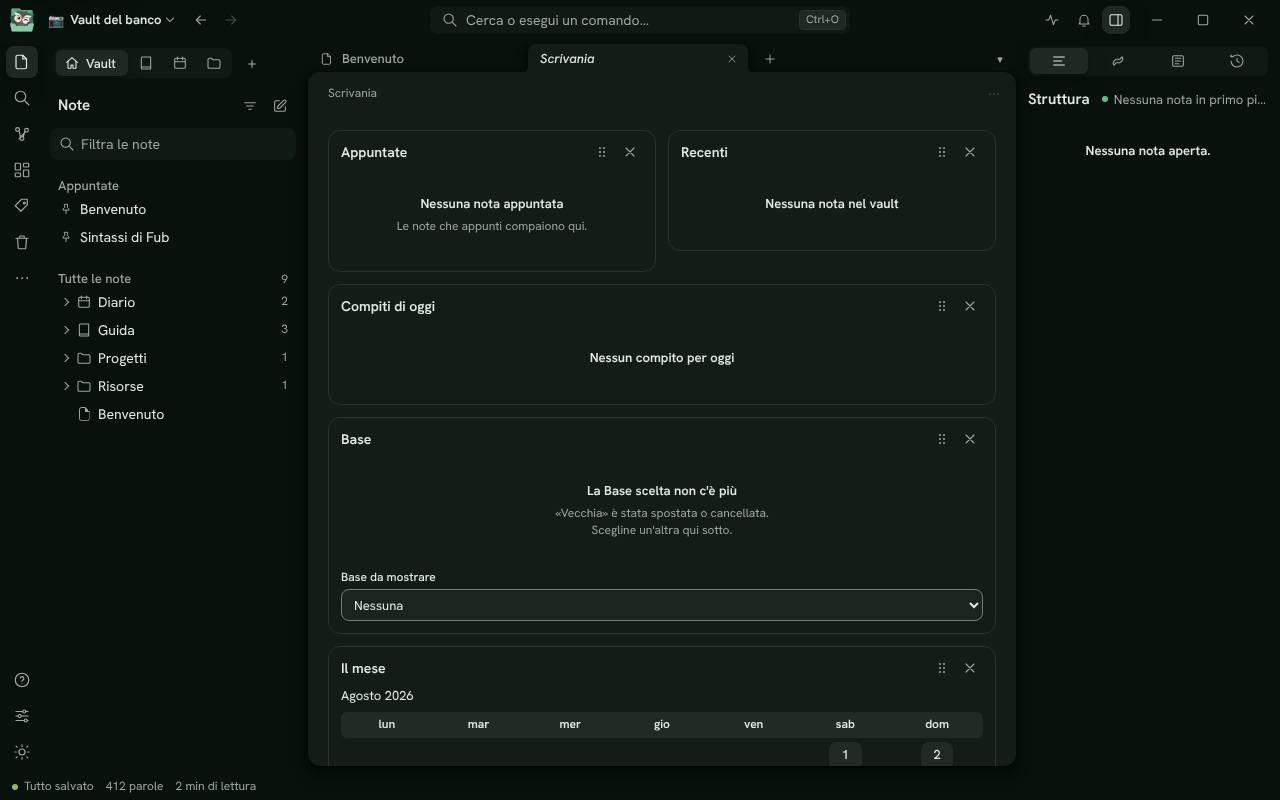 Vault del banco
Cerca o esegui un comando…
Ctrl+O
Vault
Benvenuto
Scrivania
Note
Filtra le note
Appuntate
Benvenuto
Sintassi di Fub
Tutte le note 9
Diario 2
Guida 3
Progetti 1
Risorse 1
Benvenuto
Scrivania
Appuntate
Nessuna nota appuntata
Le note che appunti compaiono qui.
Recenti
Nessuna nota nel vault
Compiti di oggi
Nessun compito per oggi
Base
La Base scelta non c'è più
«Vecchia» è stata spostata o cancellata.
Scegline un'altra qui sotto.
Base da mostrare
Nessuna
Il mese
Agosto 2026
lun mar mer gio ven sab dom
1 2
Struttura
Nessuna nota in primo pi…
Nessuna nota aperta.
Tutto salvato 412 parole 2 min di lettura